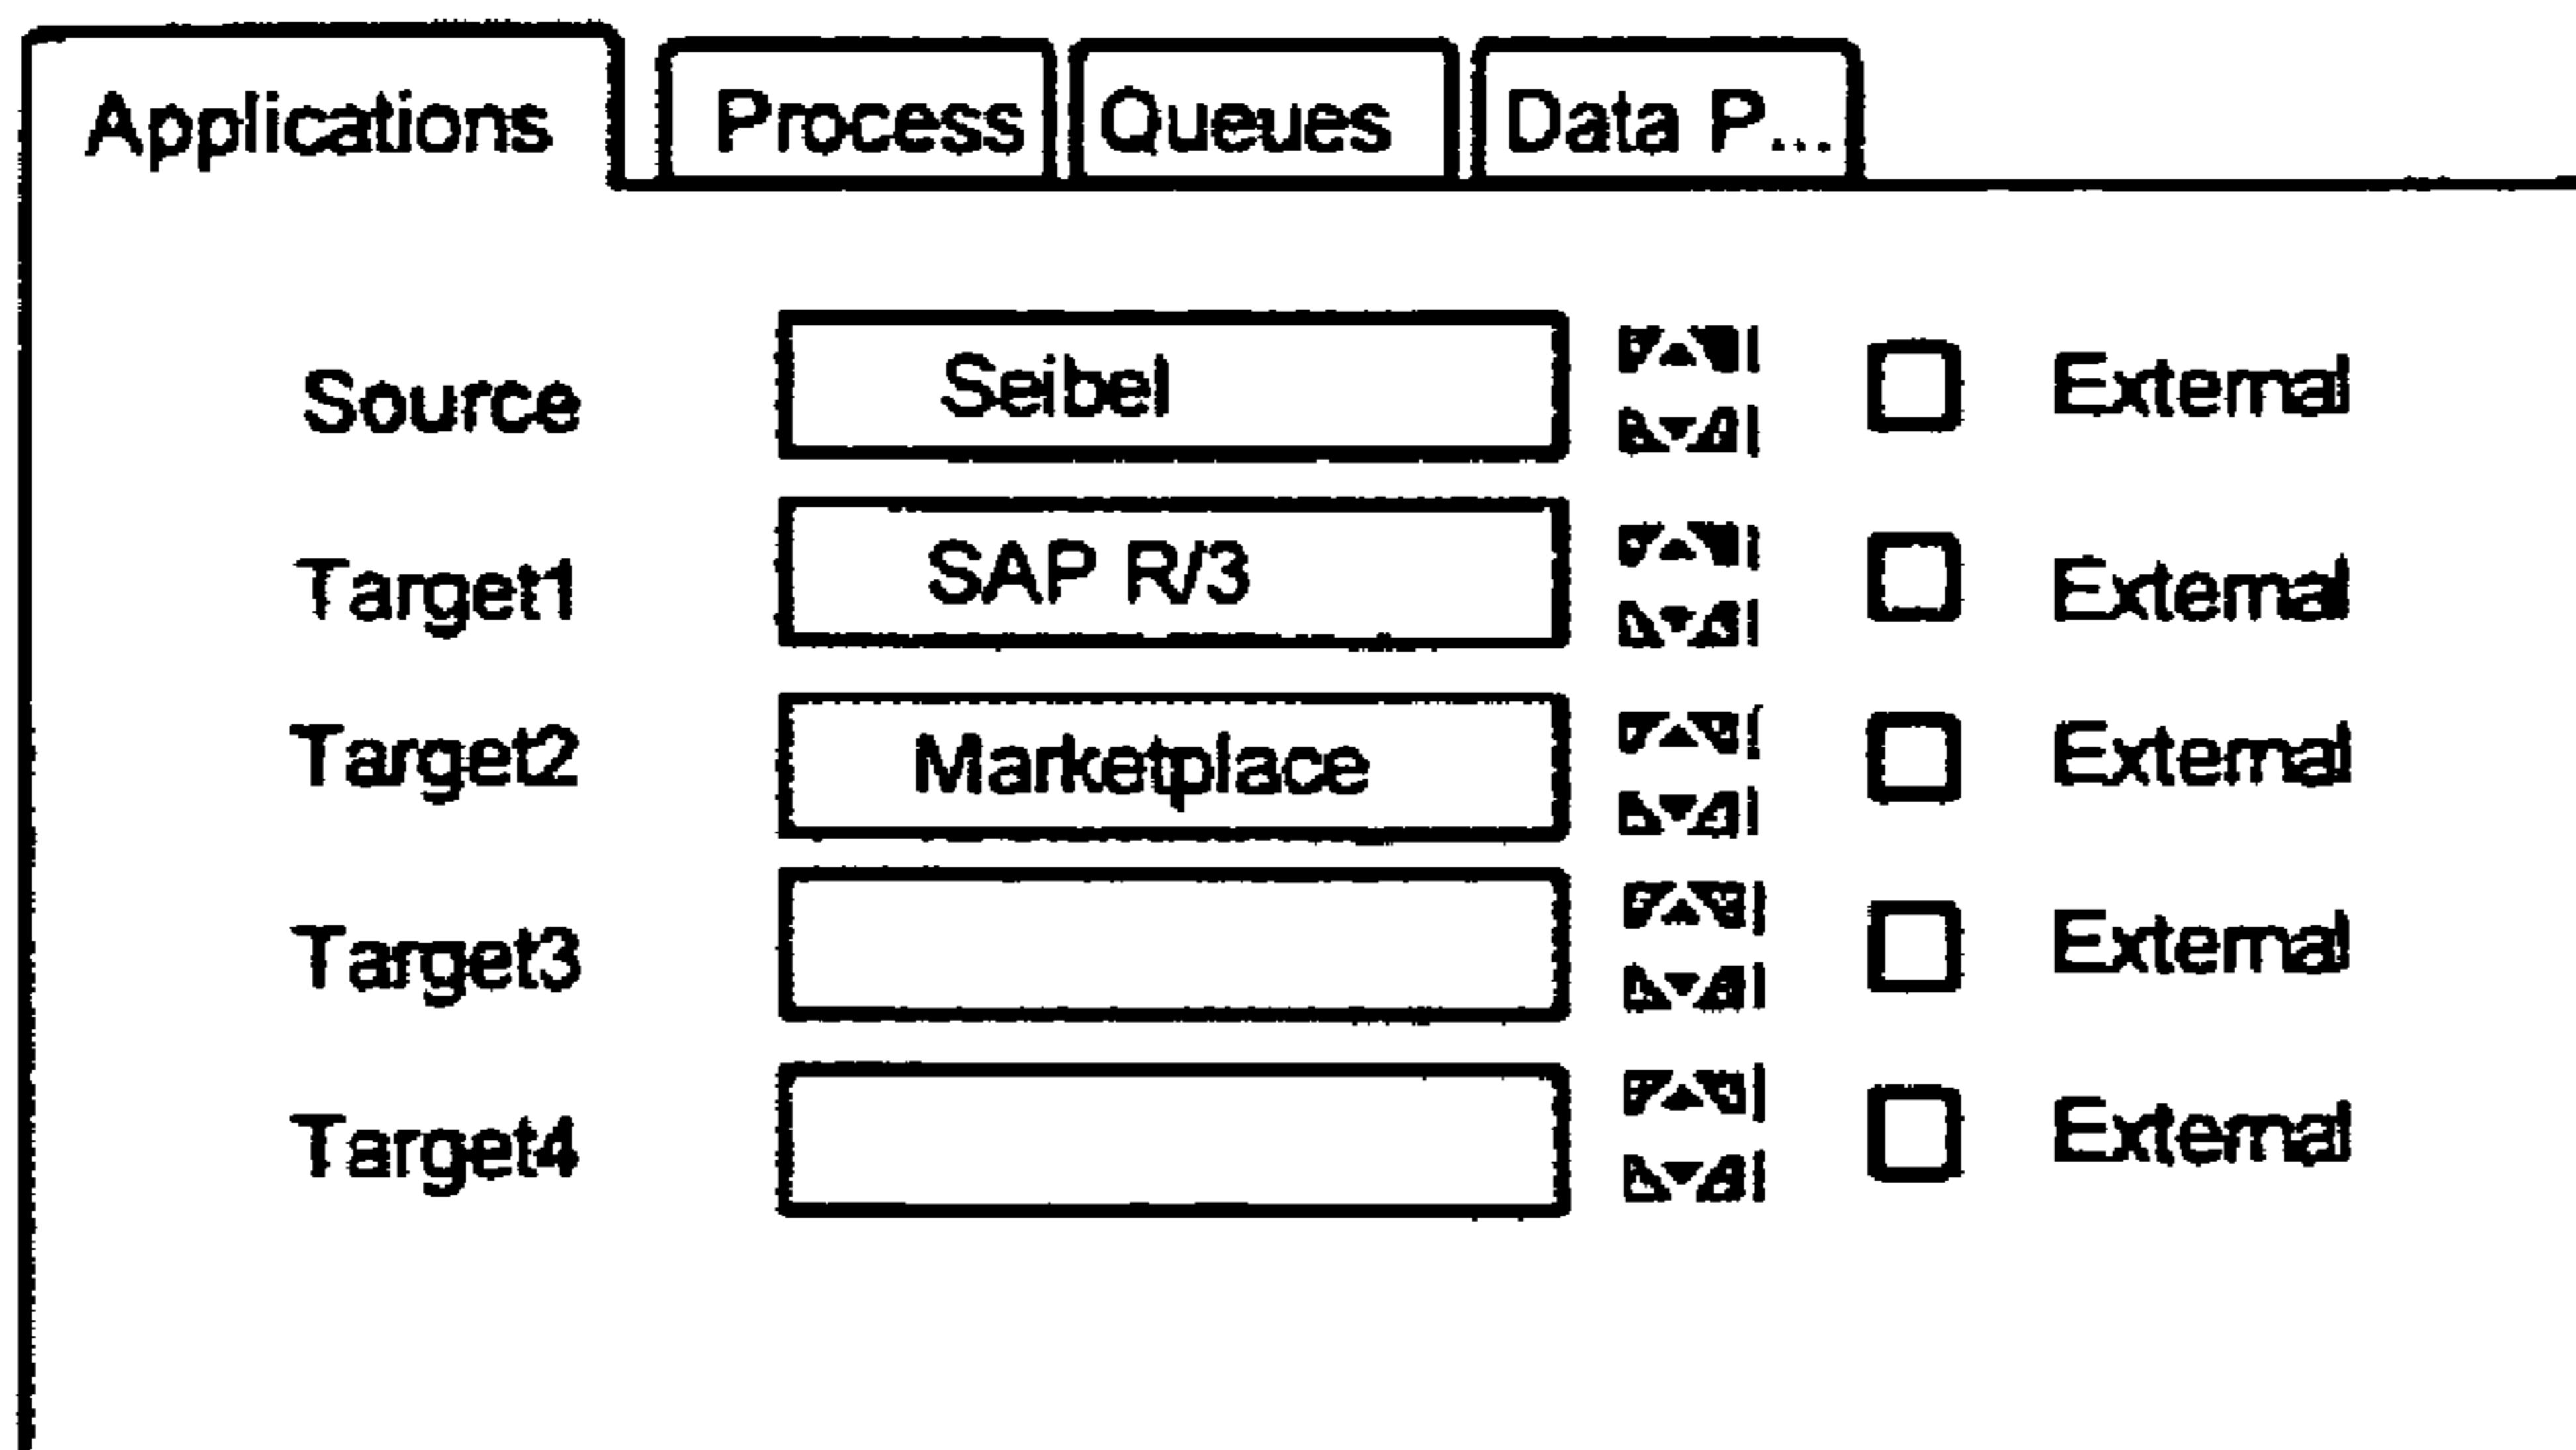 Applications Process Queues Data P...
Source Seibel External
Target1 SAP R/3 External
Target2 Marketplace External
Target3 External
Target4 External